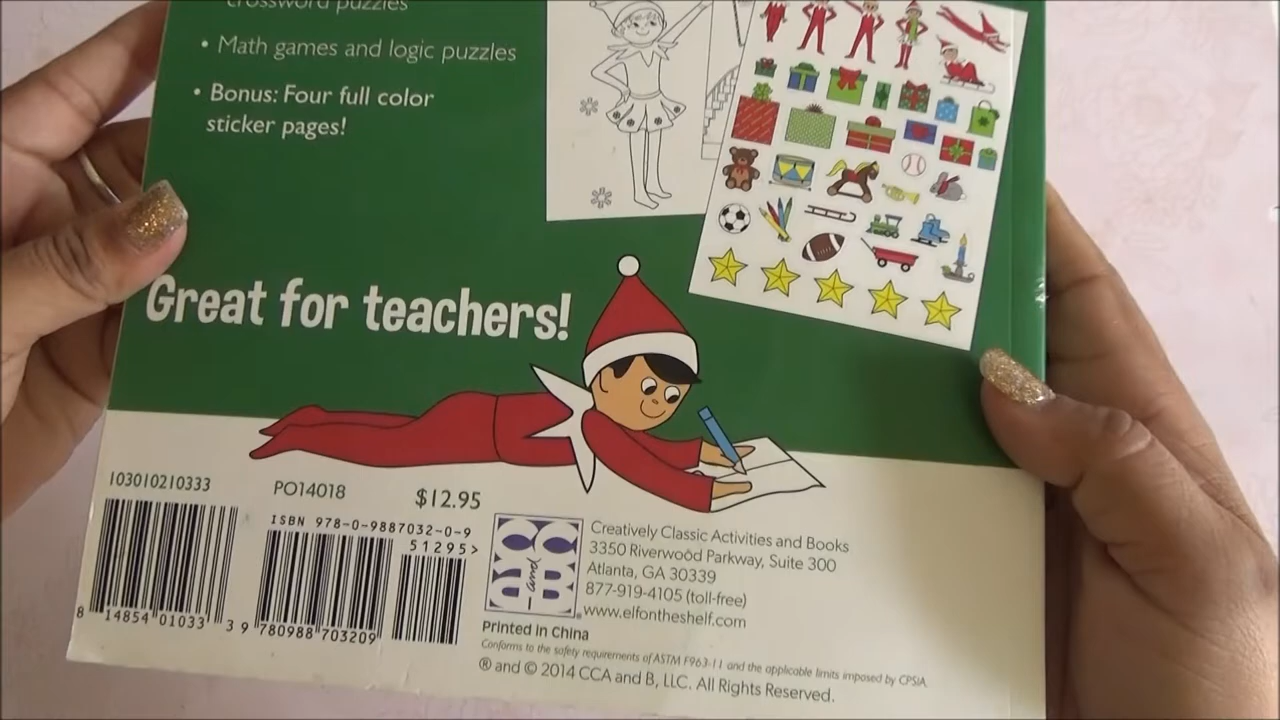 crossword puzzles
• Math games and logic puzzles
• Bonus: Four full color
sticker pages!
Great for teachers!
103010210333
PO14018
$12.95
ISBN 978-0-9887032-0-9
51295>
8 14854 01033 3
9 780988 703209
and
Creatively Classic Activities and Books
3350 Riverwood Parkway, Suite 300
Atlanta, GA 30339
877-919-4105 (toll-free)
www.elfontheshelf.com
Printed in China
Conforms to the safety requirements of ASTM F963-11 and the applicable limits imposed by CPSIA.
® and © 2014 CCA and B, LLC. All Rights Reserved.